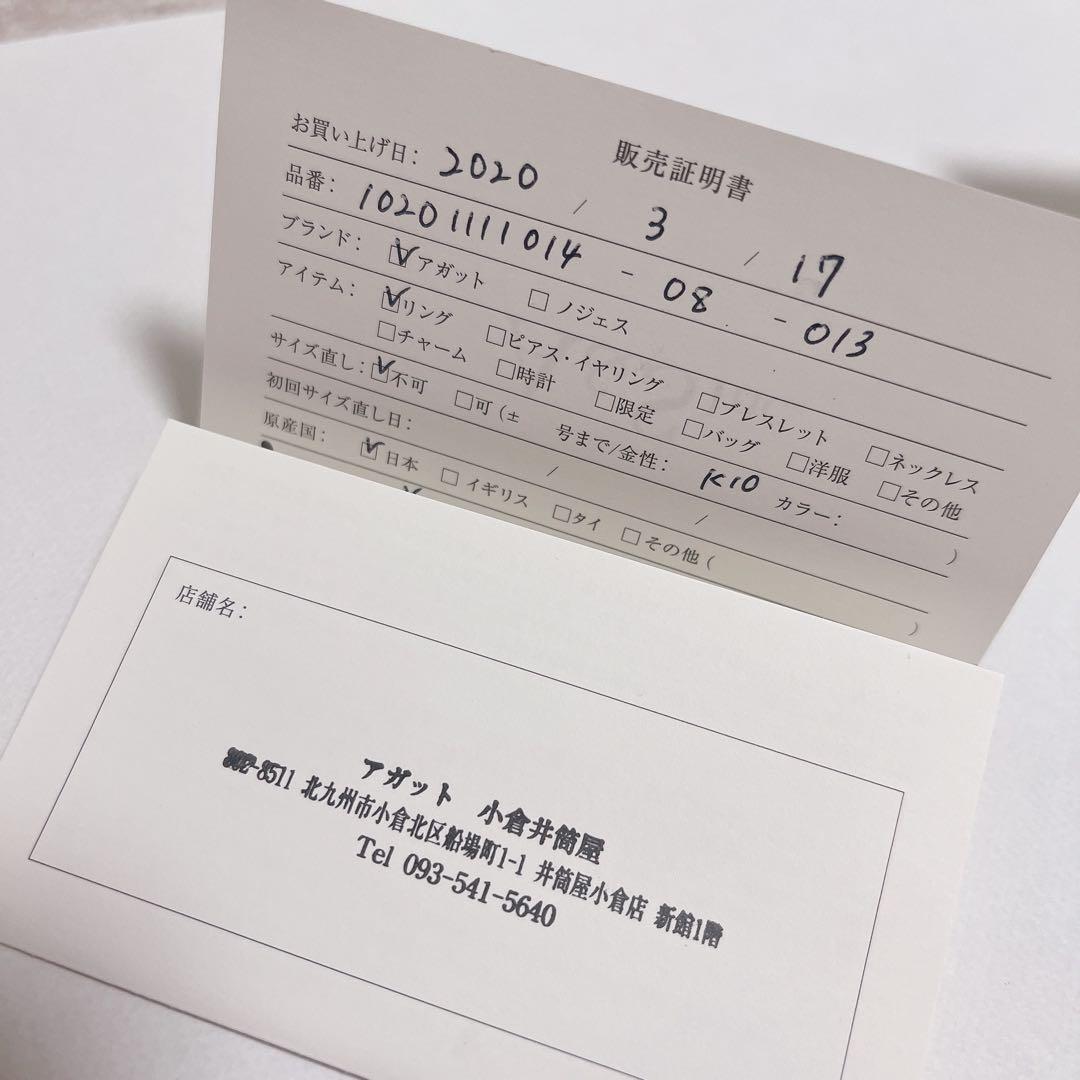 販売証明書
お買い上げ日： 2020 / 3 / 17
品番： 10201111014 - 08 - 013
ブランド： ☑アガット □ノジェス
アイテム： ☑リング □ピアス・イヤリング □ブレスレット □ネックレス
□チャーム □時計 □限定 □バッグ □洋服 □その他
サイズ直し： ☑不可 □可（± 号まで/金性： K10 カラー： ）
初回サイズ直し日： / /
原産国： ☑日本 □イギリス □タイ □その他（ ）
店舗名：
アガット 小倉井筒屋
-8511 北九州市小倉北区船場町1-1 井筒屋小倉店 新館1階
Tel 093-541-5640